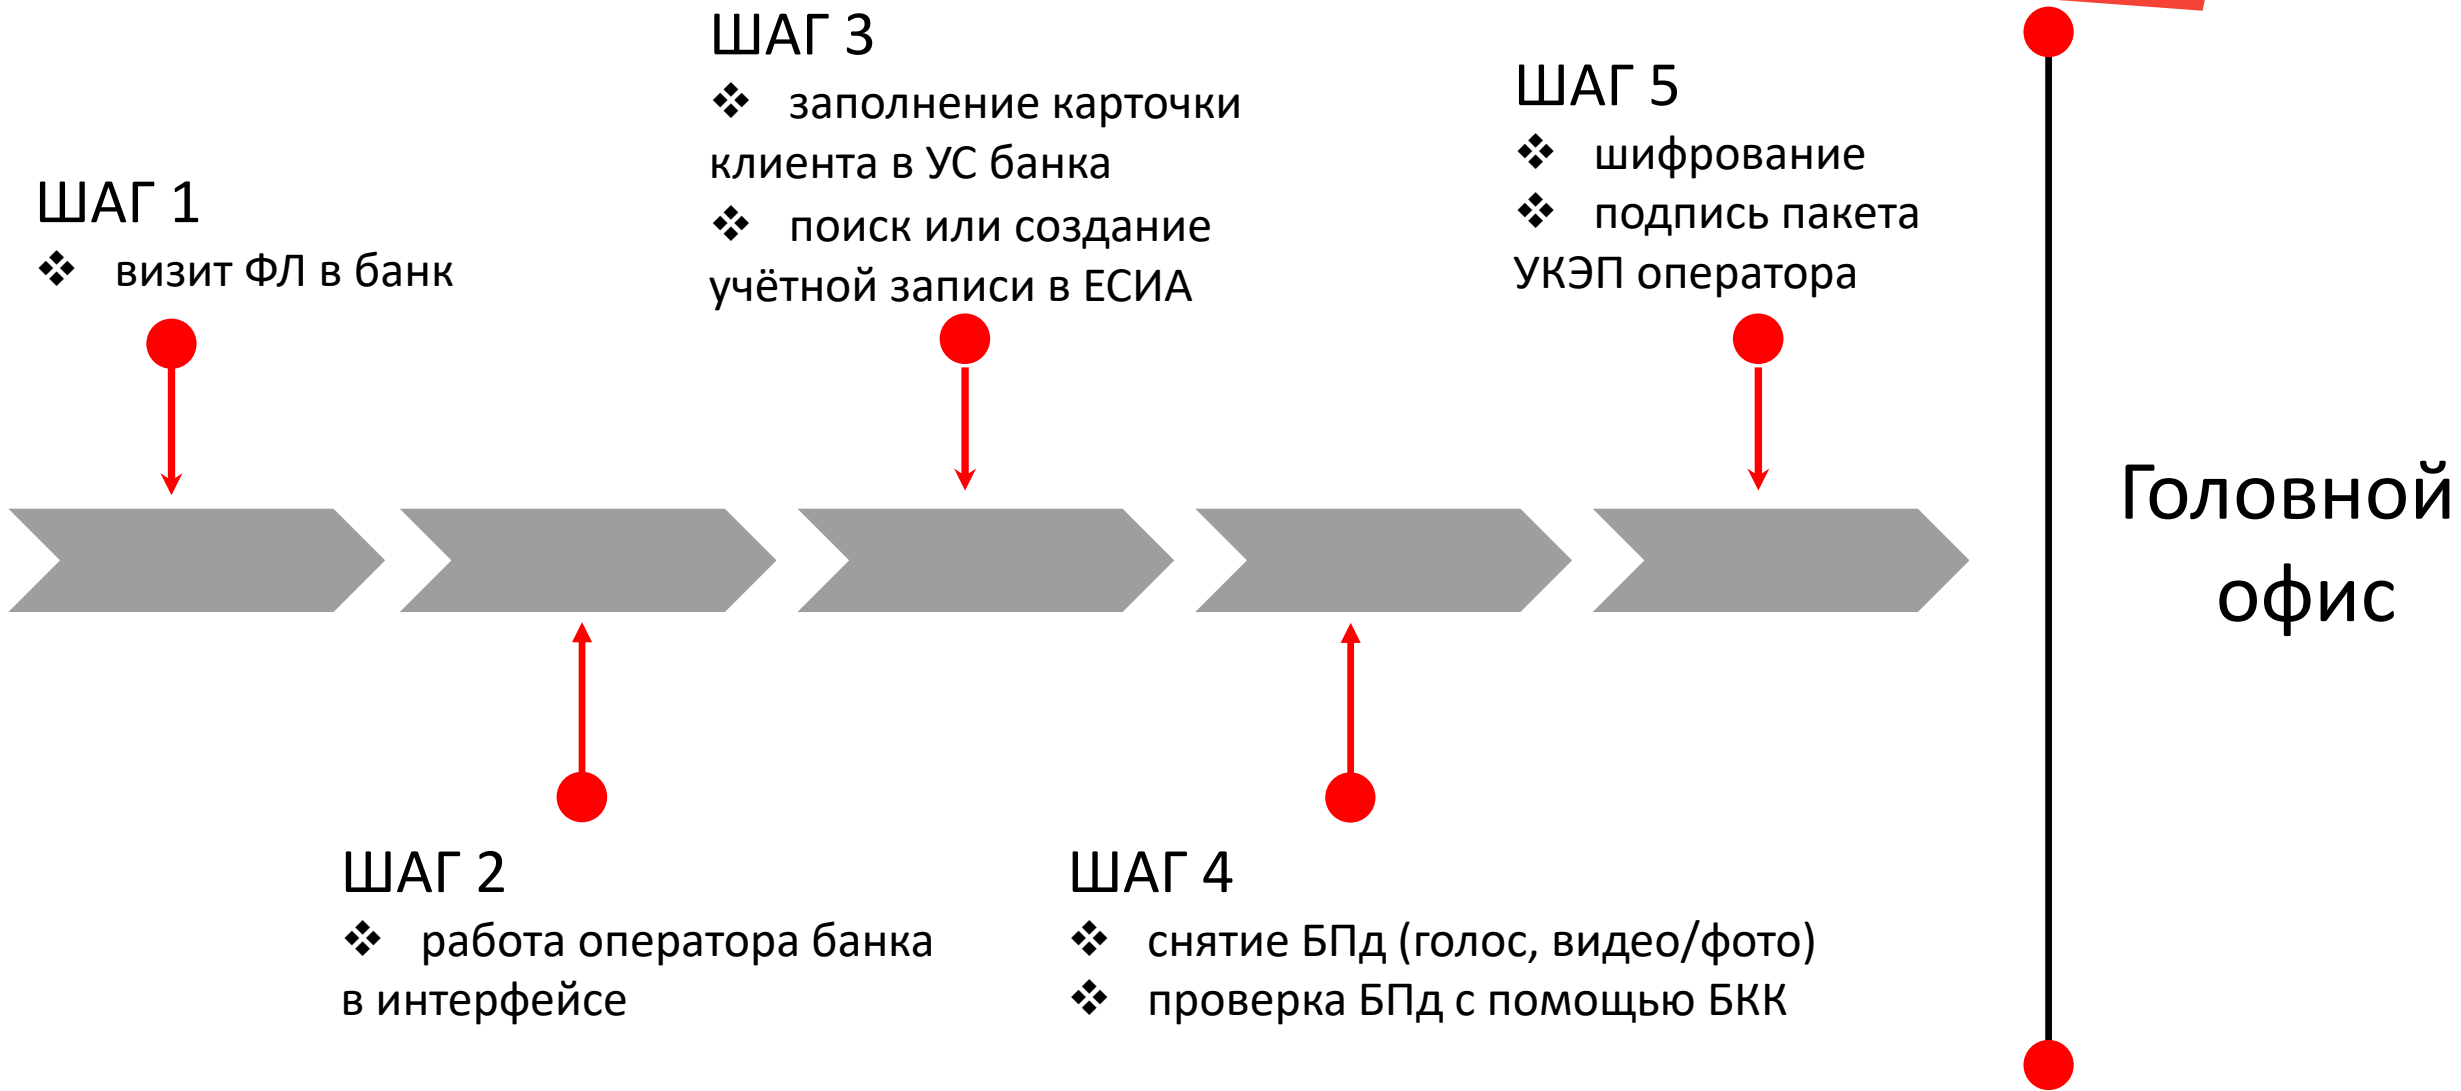 ШАГ 1
❖ визит ФЛ в банк
ШАГ 2
❖ работа оператора банка
в интерфейсе
ШАГ 3
❖ заполнение карточки
клиента в УС банка
❖ поиск или создание
учётной записи в ЕСИА
ШАГ 4
❖ снятие БПд (голос, видео/фото)
❖ проверка БПд с помощью БКК
ШАГ 5
❖ шифрование
❖ подпись пакета
УКЭП оператора
Головной
офис